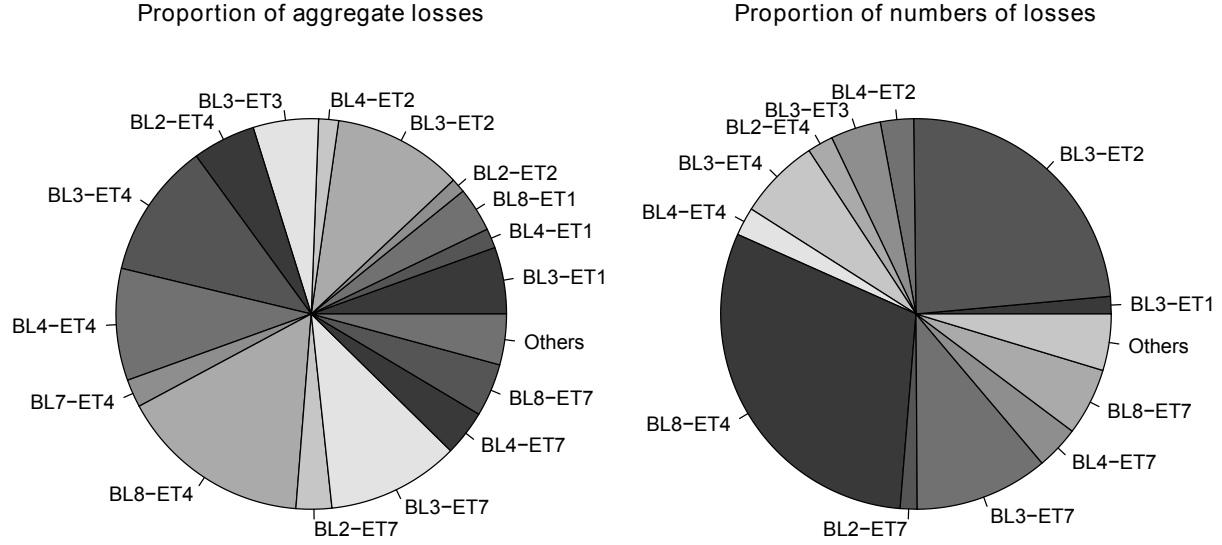 Proportion of aggregate losses
BL3−ET3
BL4−ET2
BL2−ET4
BL3−ET2
BL2−ET2
BL8−ET1
BL3−ET4
BL4−ET1
BL3−ET1
BL4−ET4
Others
BL7−ET4
BL8−ET7
BL4−ET7
BL8−ET4
BL3−ET7
BL2−ET7
Proportion of numbers of losses
BL4−ET2
BL3−ET3
BL2−ET4
BL3−ET2
BL3−ET4
BL4−ET4
BL3−ET1
Others
BL8−ET4
BL8−ET7
BL4−ET7
BL3−ET7
BL2−ET7